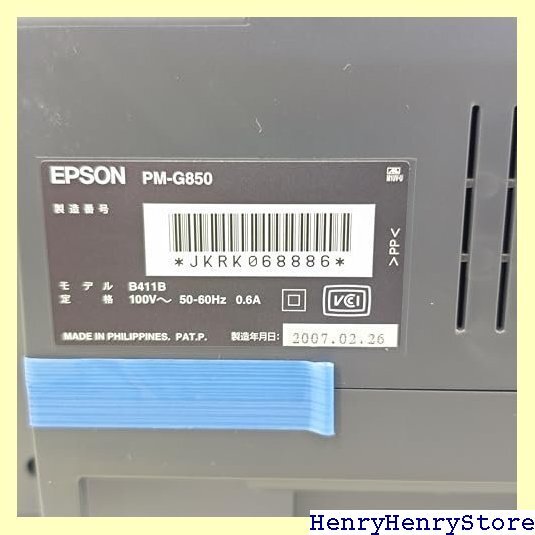 EPSON PM-G850
製造番号
*JKRK068886*
>PP<
モデル B411B
定格 100V～ 50-60Hz 0.6A
VCI
MADE IN PHILIPPINES. PAT.P. 製造年月日: 2007.02.26
HenryHenryStore